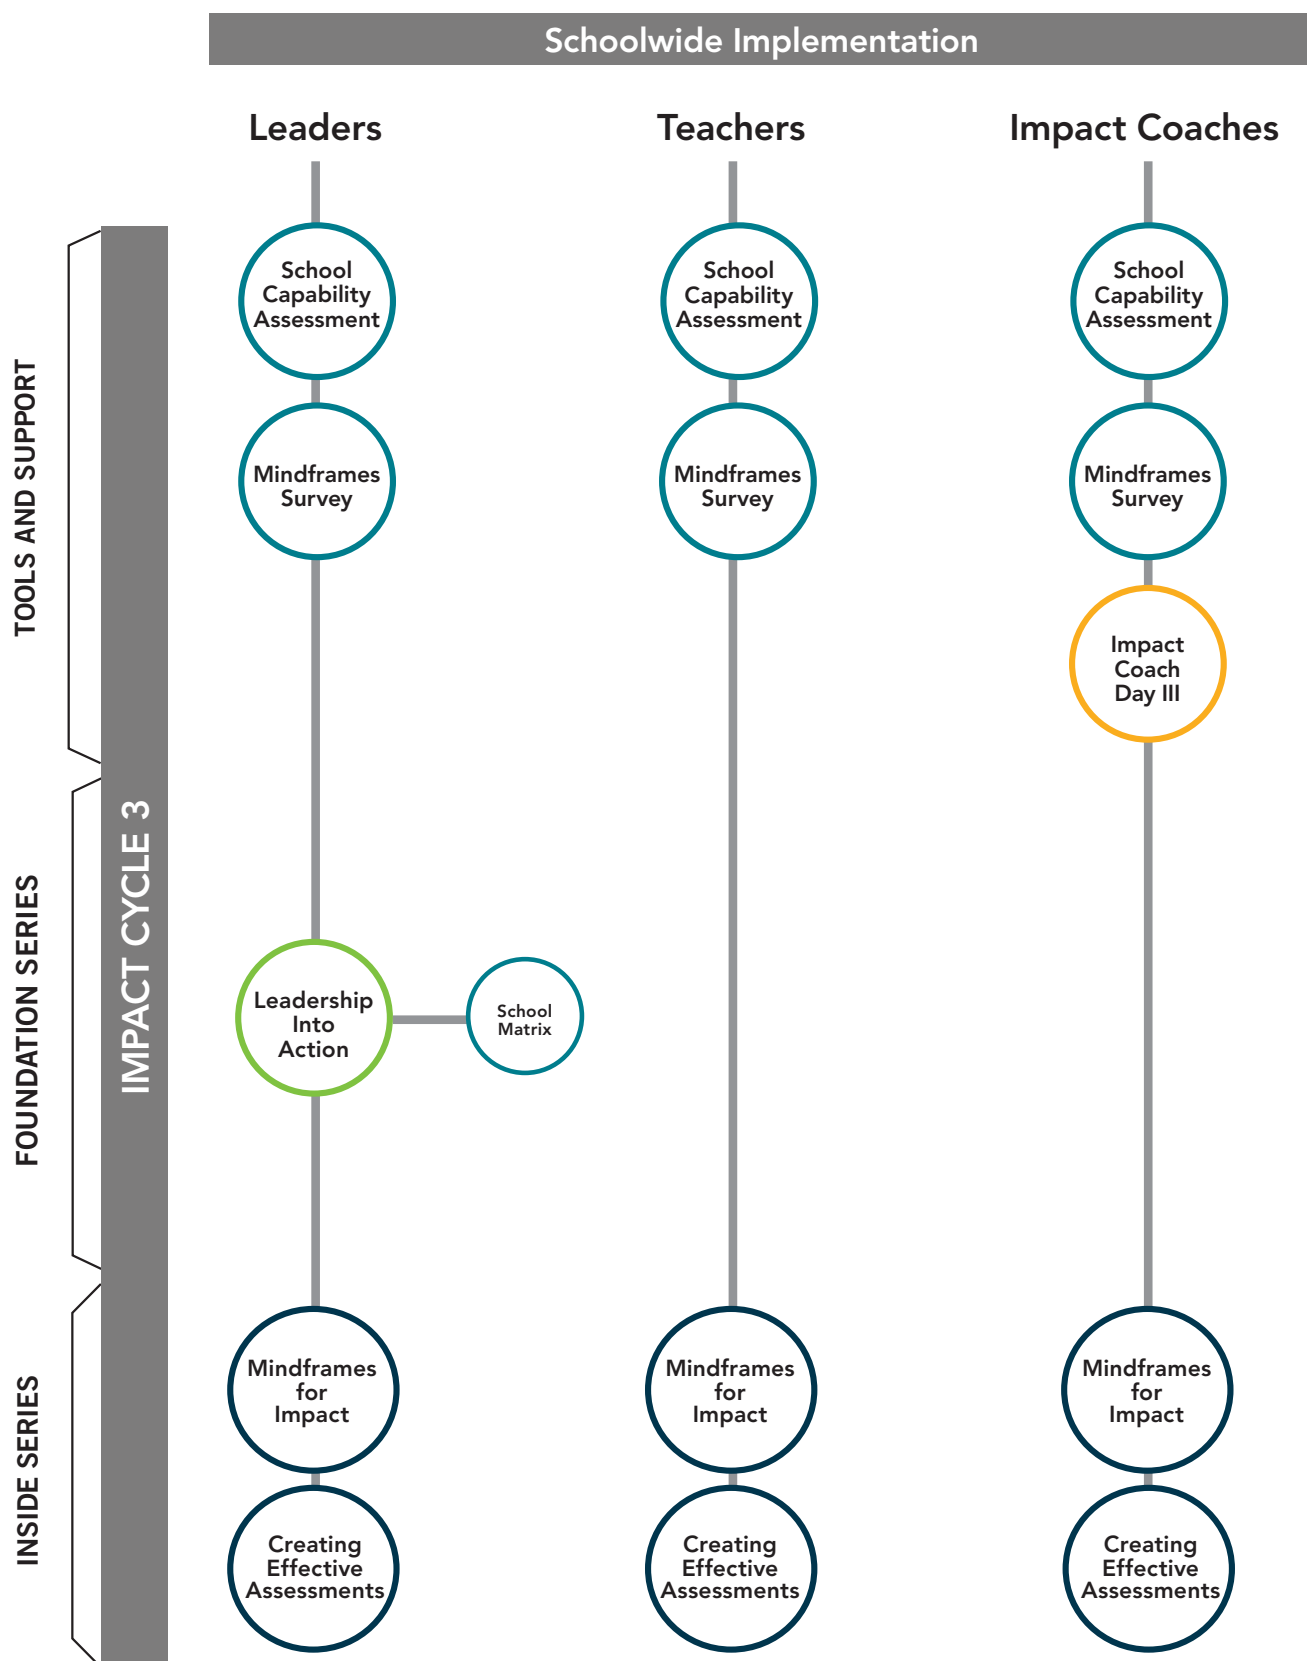 Schoolwide Implementation
Leaders
Teachers
Impact Coaches
TOOLS AND SUPPORT
FOUNDATION SERIES
INSIDE SERIES
IMPACT CYCLE 3
School
Capability
Assessment
School
Capability
Assessment
School
Capability
Assessment
Mindframes
Survey
Mindframes
Survey
Mindframes
Survey
Impact
Coach
Day III
Leadership
Into
Action
School
Matrix
Mindframes
for
Impact
Mindframes
for
Impact
Mindframes
for
Impact
Creating
Effective
Assessments
Creating
Effective
Assessments
Creating
Effective
Assessments